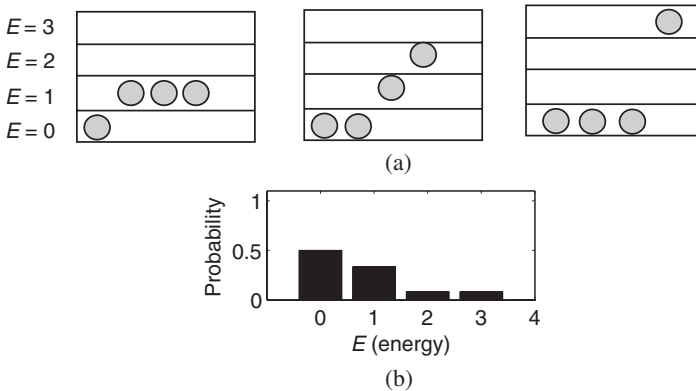 E = 3
E = 2
E = 1
E = 0
(a)
Probability
1
0.5
0
0 1 2 3 4
E (energy)
(b)